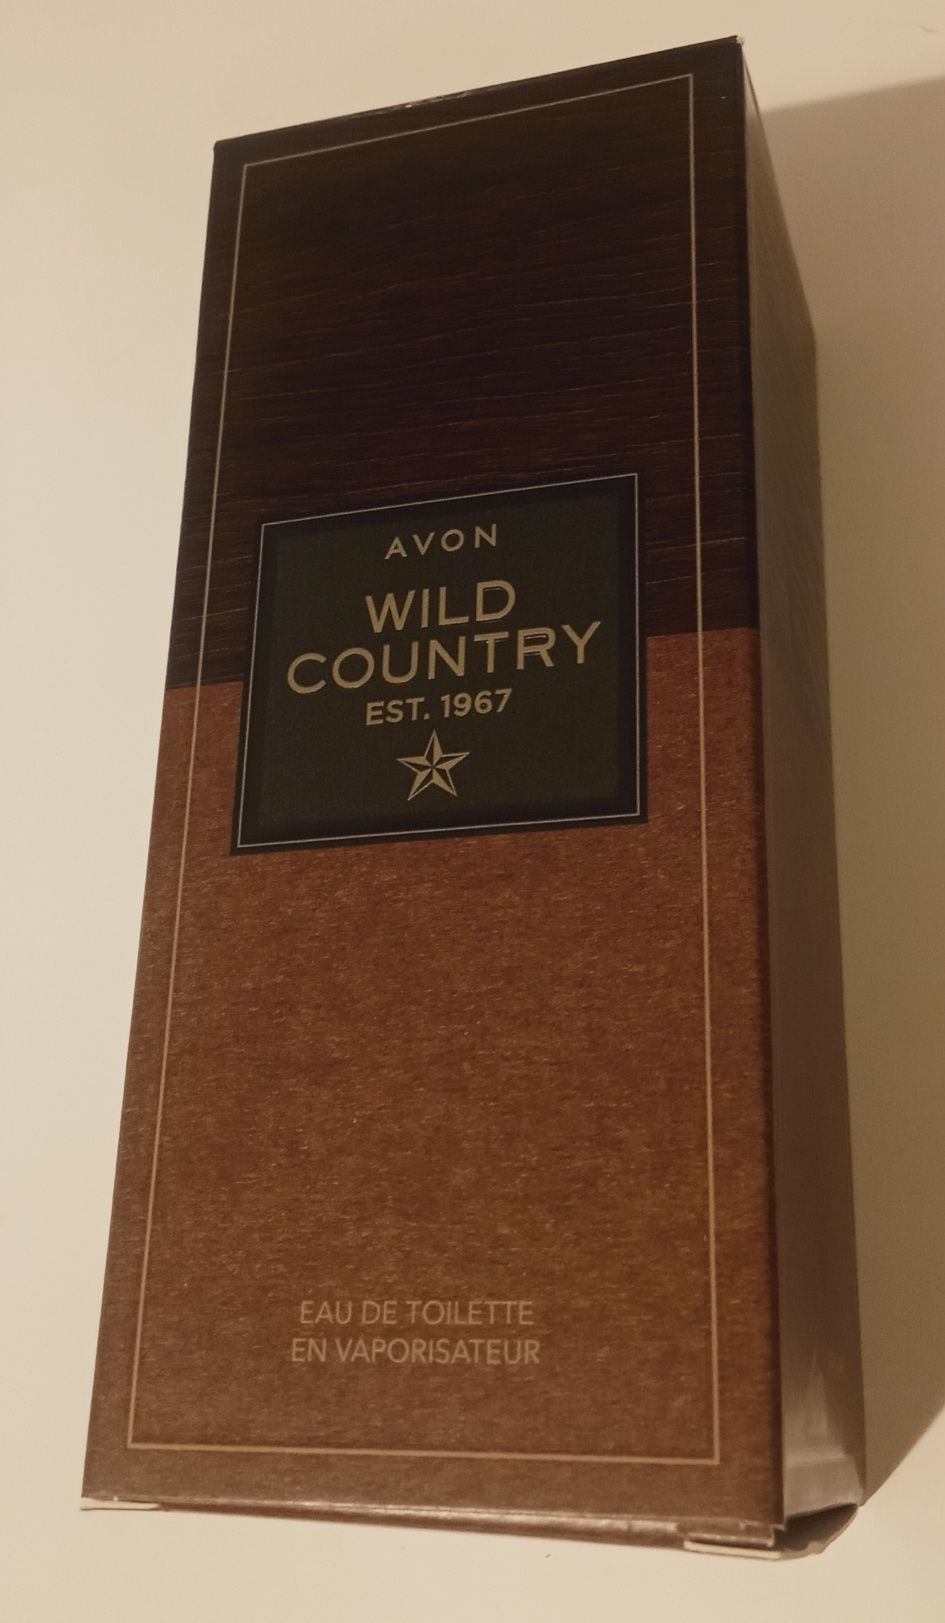 AVON
WILD
COUNTRY
EST. 1967
EAU DE TOILETTE
EN VAPORISATEUR